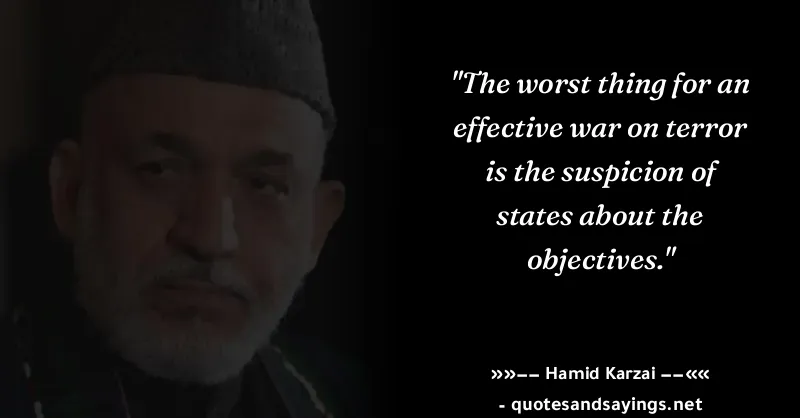 "The worst thing for an
effective war on terror
is the suspicion of
states about the
objectives."
»»–– Hamid Karzai ––««
- quotesandsayings.net